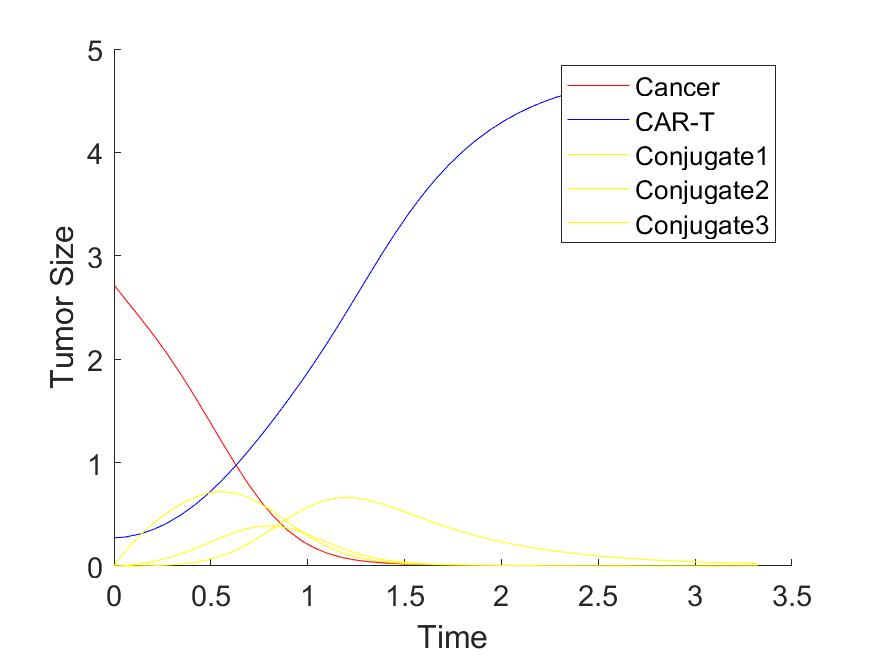 5
4
3
2
1
0
Tumor Size
0 0.5 1 1.5 2 2.5 3 3.5
Time
Cancer
CAR-T
Conjugate1
Conjugate2
Conjugate3